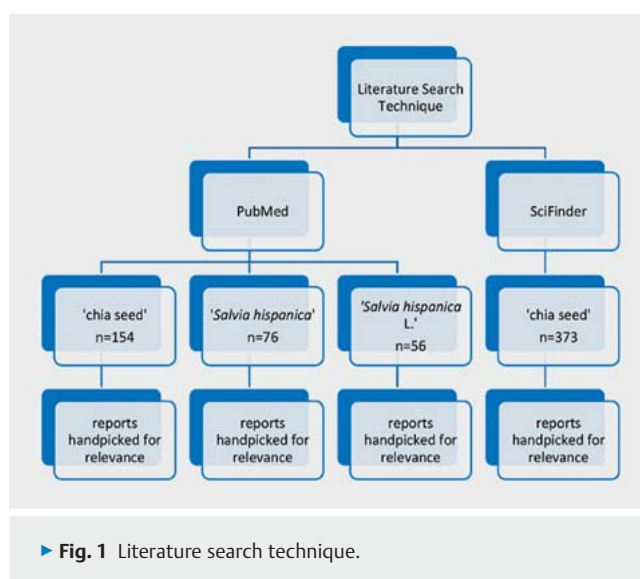 Literature Search
Technique
PubMed
SciFinder
'chia seed'
n=154
'Salvia hispanica'
n=76
'Salvia hispanica
L.'
n=56
'chia seed'
n=373
reports
handpicked for
relevance
reports
handpicked for
relevance
reports
handpicked for
relevance
reports
handpicked for
relevance
▶ Fig. 1 Literature search technique.